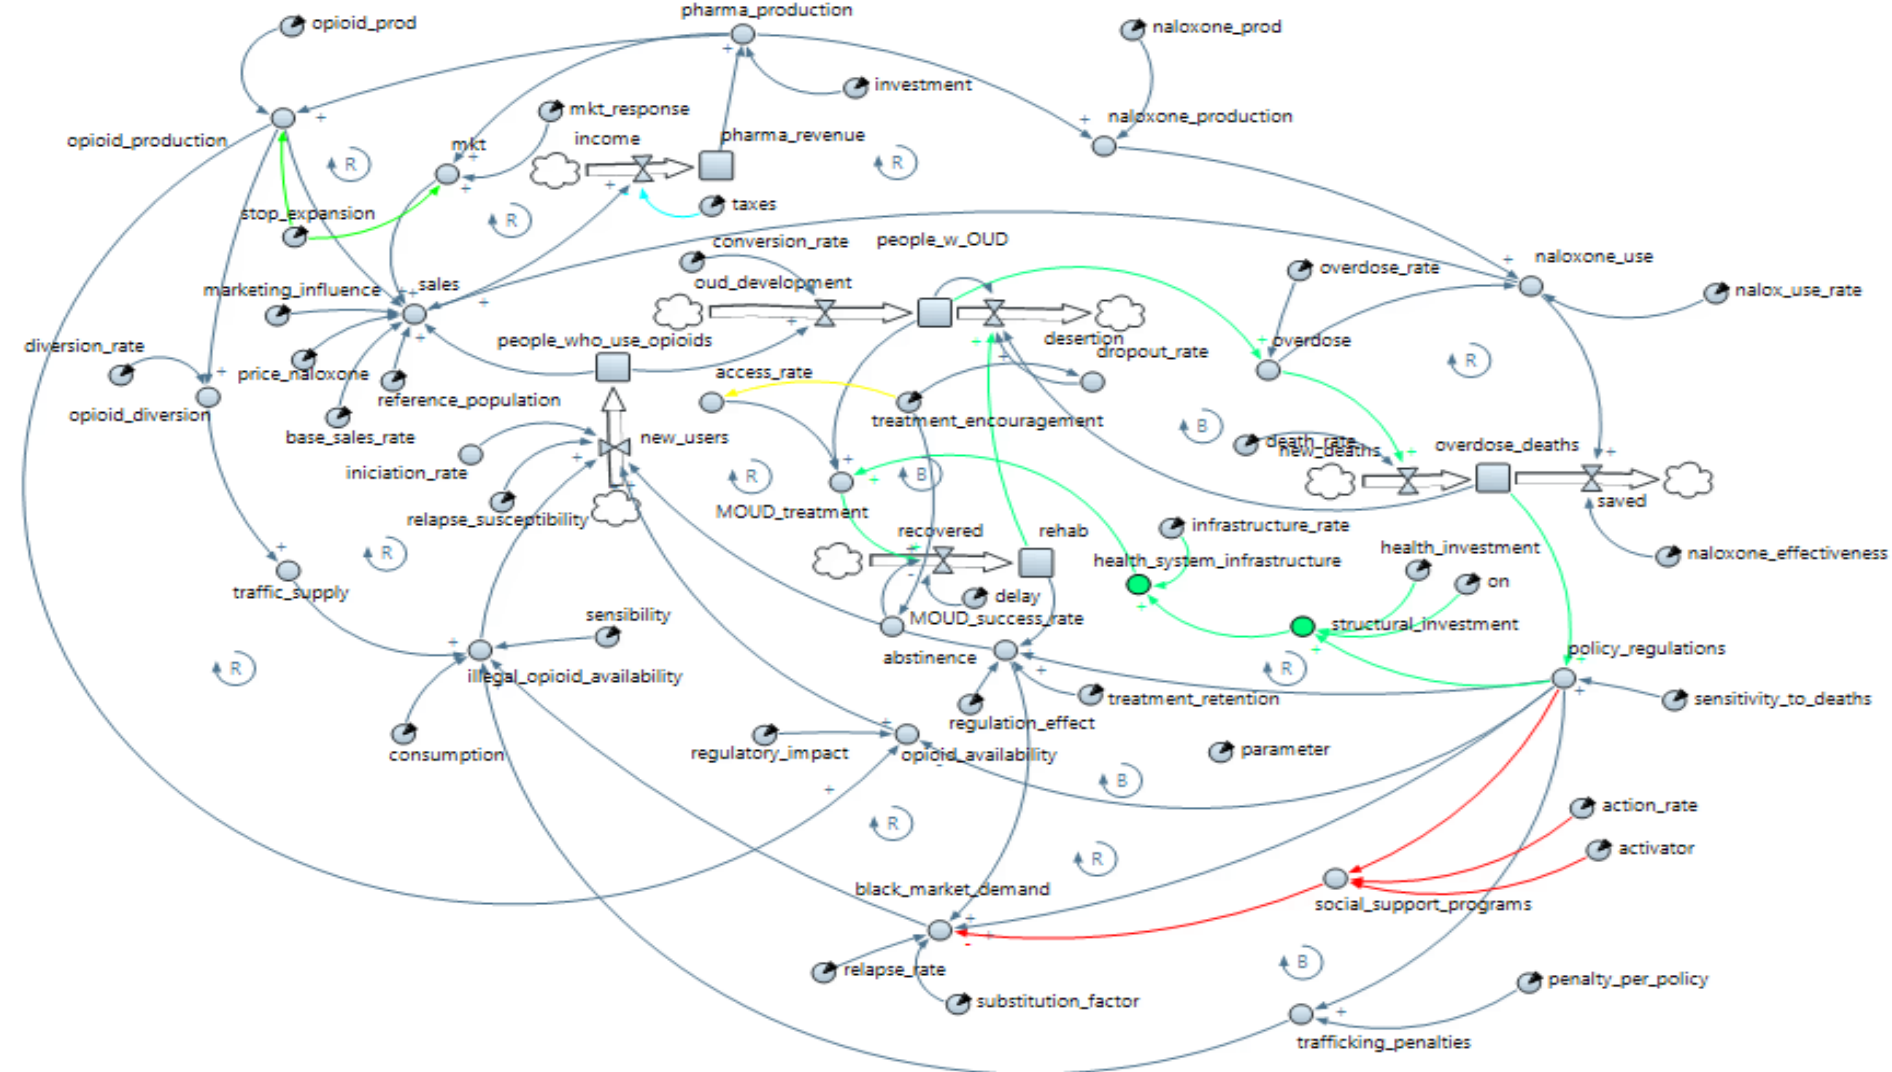 pharma_production
opioid_prod
naloxone_prod
investment
mkt_response
naloxone_production
opioid_production
mkt
income
pharma_revenue
R
R
taxes
stop_expansion
R
conversion_rate
people_w_OUD
naloxone_use
overdose_rate
nalox_use_rate
marketing_influence
sales
oud_development
diversion_rate
people_who_use_opioids
desertion
overdose
dropout_rate
R
price_naloxone
access_rate
reference_population
opioid_diversion
treatment_encouragement
base_sales_rate
new_users
B
death_rate
new_deaths
overdose_deaths
iniciation_rate
R
B
saved
relapse_susceptibility
MOUD_treatment
recovered
rehab
infrastructure_rate
health_investment
R
health_system_infrastructure
naloxone_effectiveness
on
traffic_supply
delay
sensibility
MOUD_success_rate
structural_investment
abstinence
policy_regulations
R
R
illegal_opioid_availability
treatment_retention
sensitivity_to_deaths
regulation_effect
consumption
regulatory_impact
opioid_availability
parameter
B
action_rate
R
activator
R
black_market_demand
social_support_programs
relapse_rate
B
penalty_per_policy
substitution_factor
trafficking_penalties